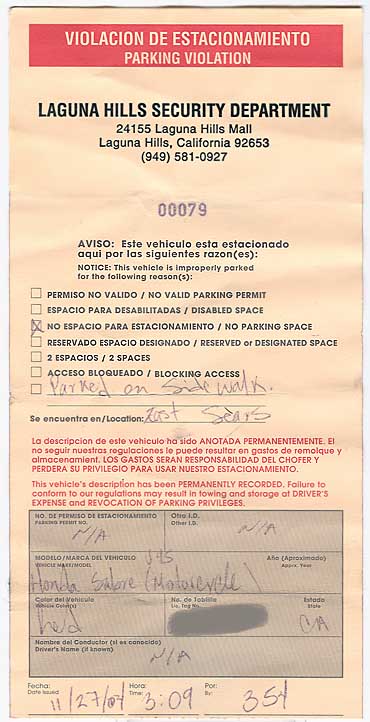 VIOLACION DE ESTACIONAMIENTO
PARKING VIOLATION
LAGUNA HILLS SECURITY DEPARTMENT
24155 Laguna Hills Mall
Laguna Hills, California 92653
(949) 581-0927
00079
AVISO: Este vehiculo esta estacionado
aqui por las siguientes razon(es):
NOTICE: This vehicle is improperly parked
for the following reason(s):
PERMISO NO VALIDO / NO VALID PARKING PERMIT
ESPACIO PARA DESABILITADAS / DISABLED SPACE
NO ESPACIO PARA ESTACIONAMIENTO / NO PARKING SPACE
RESERVADO ESPACIO DESIGNADO / RESERVED or DESIGNATED SPACE
2 ESPACIOS / 2 SPACES
ACCESO BLOQUEADO / BLOCKING ACCESS
Parked on Sidewalk.
Se encuentra en/Location: East Sears
La descripcion de este vehiculo ha sido ANOTADA PERMANENTEMENTE. El
no seguir nuestras regulaciones le puede resultar en gastos de remolque y
almacenamiento. LOS GASTOS SERAN RESPONSABILIDAD DEL CHOFER Y
PERDERA SU PRIVILEGIO PARA USAR NUESTRO ESTACIONAMIENTO.
This vehicle's description has been PERMANENTLY RECORDED. Failure to
conform to our regulations may result in towing and storage at DRIVER'S
EXPENSE and REVOCATION OF PARKING PRIVILEGES.
NO. DE PERMISO DE ESTACIONAMIENTO Otra I.D.
PARKING PERMIT NO. Other I.D.
N/A N/A
MODELO/MARCA DEL VEHICULO Año (Aproximado)
VEHICLE MAKE/MODEL Appx. Year
Honda Sabre (Motorcycle)
Color del Vehiculo No. de Tablilla Estado
Vehicle Color(s) Lic. Tag No. State
Red CA
Nombre del Conductor (si es conocido)
Driver's Name (if known)
N/A
Fecha: Hora: Por:
Date Issued 11/27/04 Time 3:09 By 354